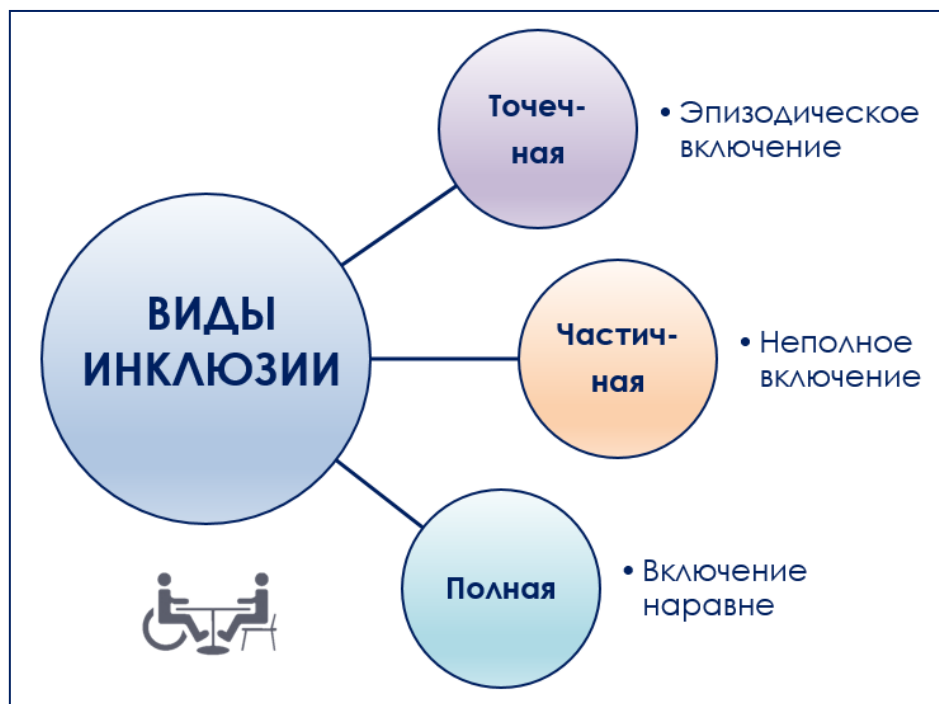 Точеч-
ная
• Эпизодическое
включение
ВИДЫ
ИНКЛЮЗИИ
Частич-
ная
• Неполное
включение
Полная
• Включение
наравне